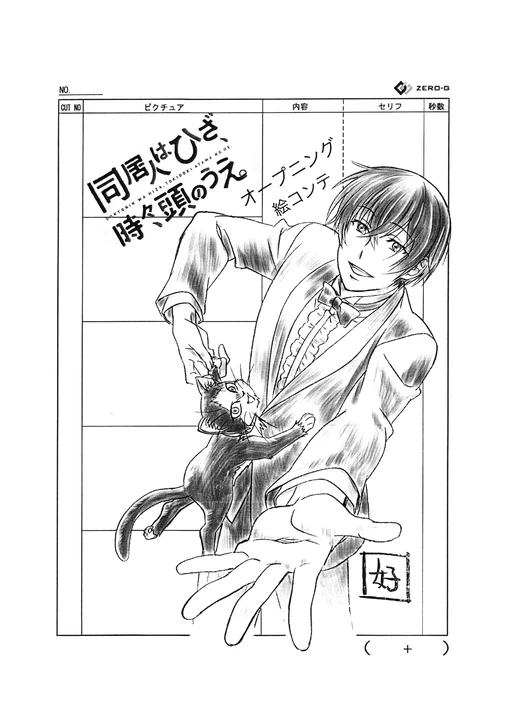 NO.
ZERO-G
CUT NO ピクチュア 内容 セリフ 秒数
同居人はひざ、
DOUKYONIN WA HIZA, TOKIDOKI, ATAMA NO UE.
時々、頭のうえ。
オープニング
絵コンテ
好
( + )